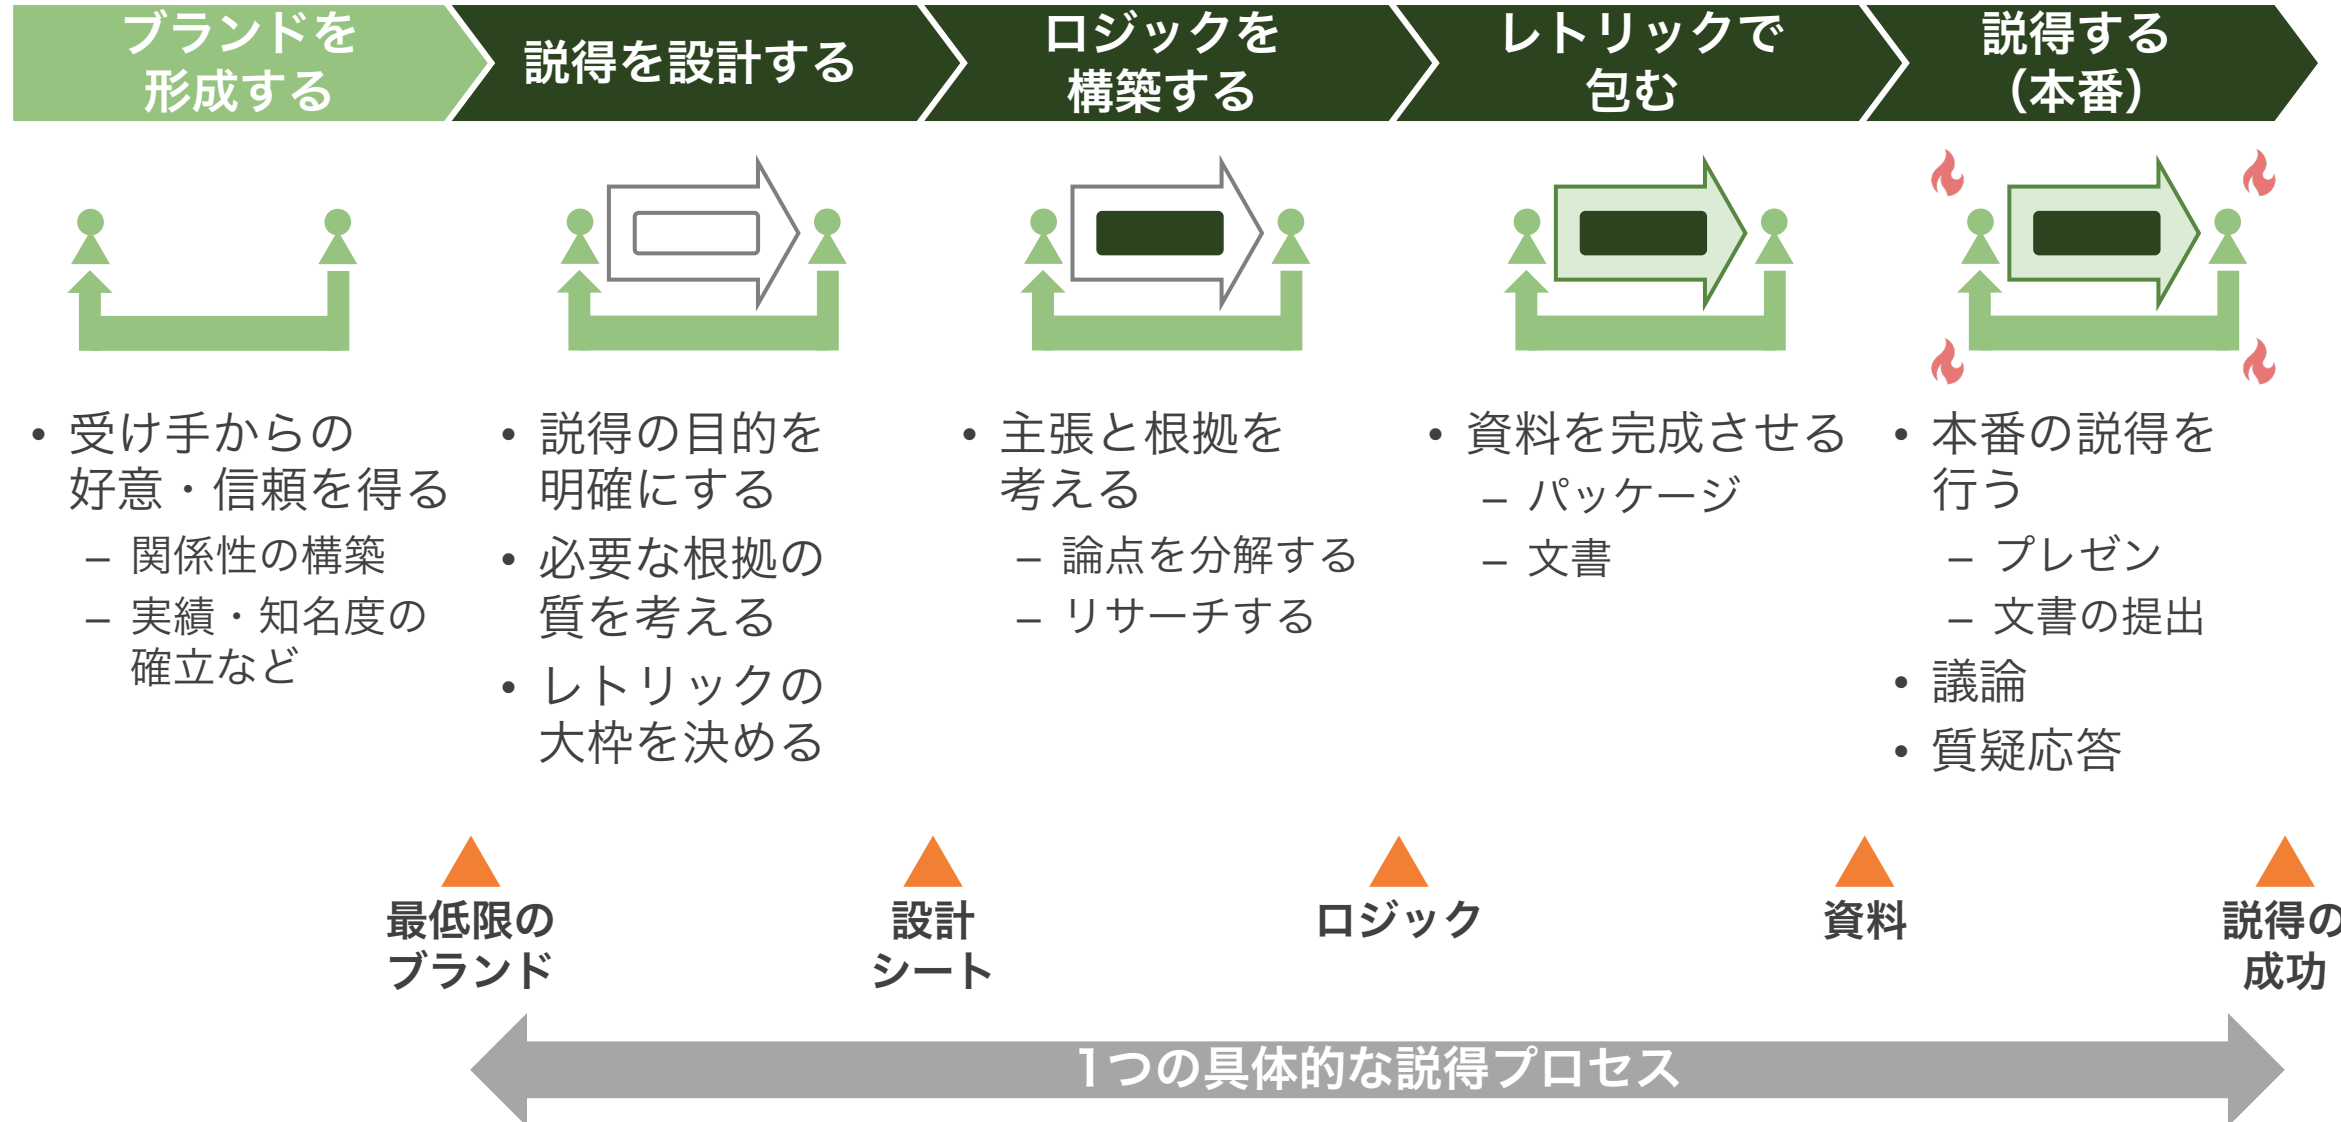 ブランドを
形成する
説得を設計する
ロジックを
構築する
レトリックで
包む
説得する
（本番）
• 受け手からの
好意・信頼を得る
– 関係性の構築
– 実績・知名度の
確立など
• 説得の目的を
明確にする
• 必要な根拠の
質を考える
• レトリックの
大枠を決める
• 主張と根拠を
考える
– 論点を分解する
– リサーチする
• 資料を完成させる
– パッケージ
– 文書
• 本番の説得を
行う
– プレゼン
– 文書の提出
• 議論
• 質疑応答
最低限の
ブランド
設計
シート
ロジック
資料
説得の
成功
1つの具体的な説得プロセス